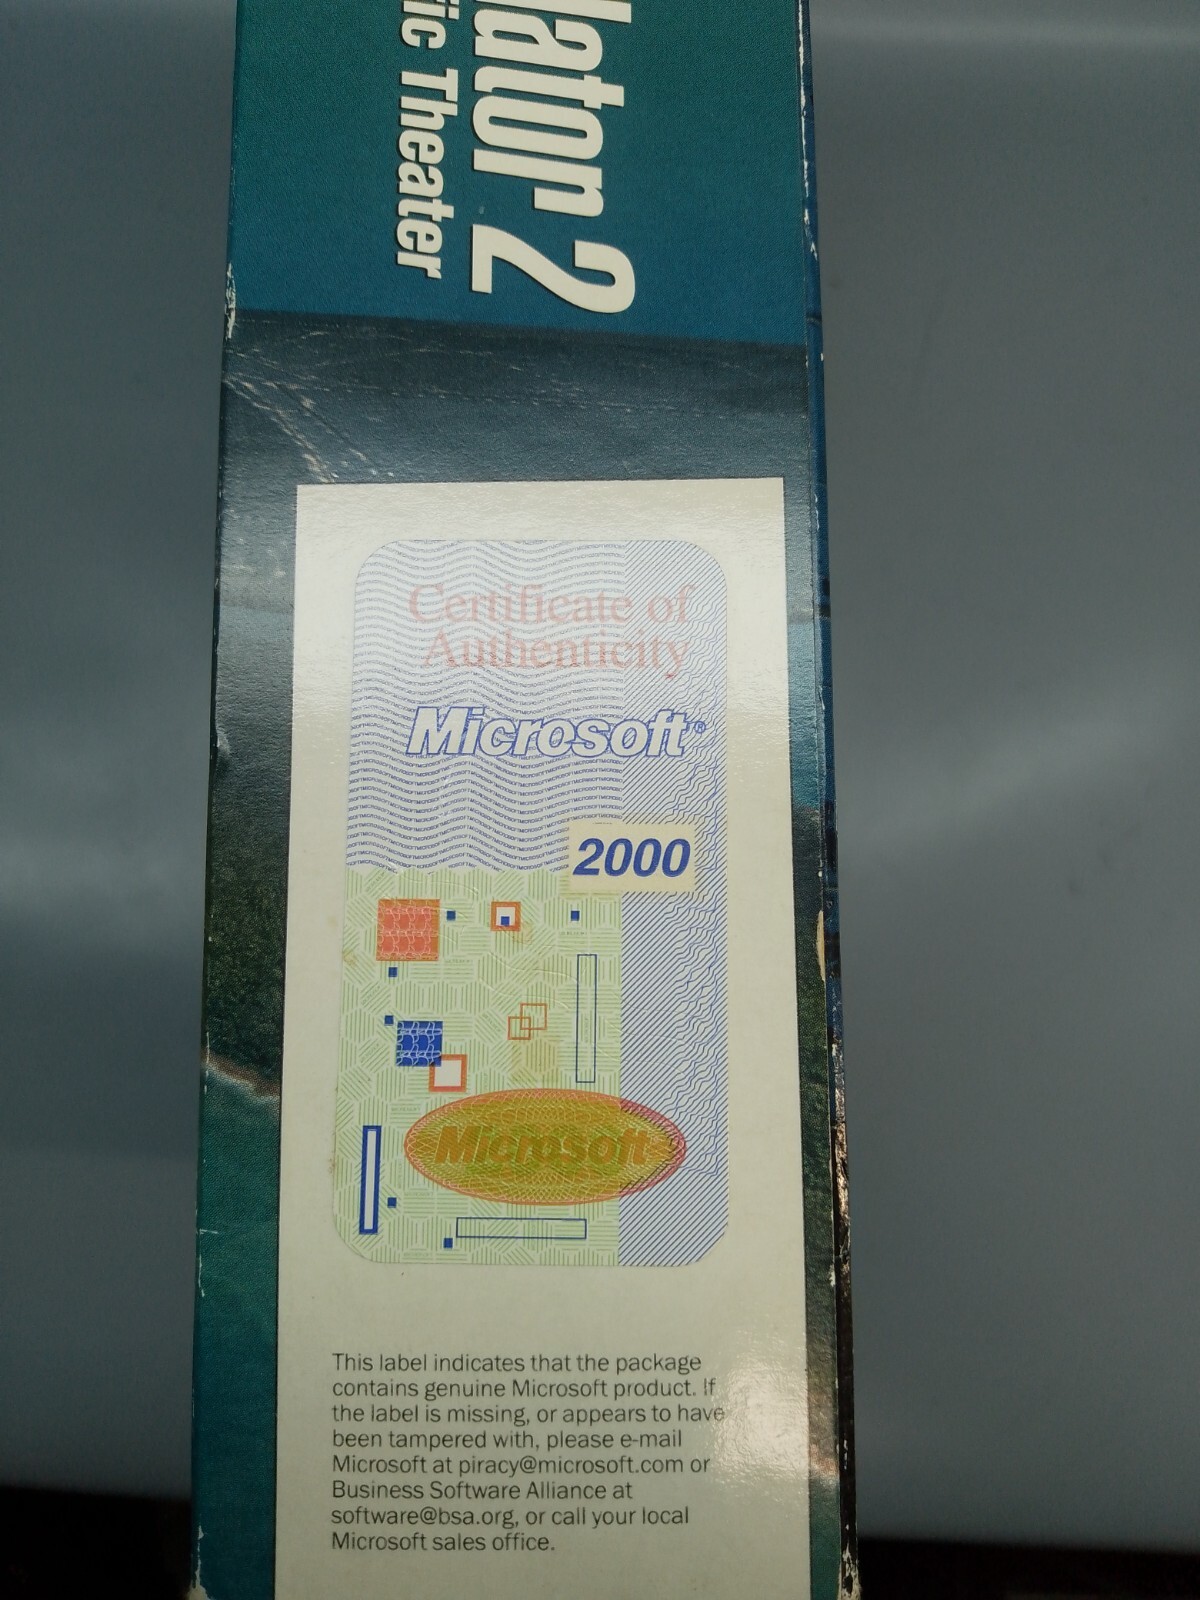 lator 2
ic Theater
Certificate of
Authenticity
Microsoft®
2000
Microsoft
This label indicates that the package
contains genuine Microsoft product. If
the label is missing, or appears to have
been tampered with, please e-mail
Microsoft at piracy@microsoft.com or
Business Software Alliance at
software@bsa.org, or call your local
Microsoft sales office.